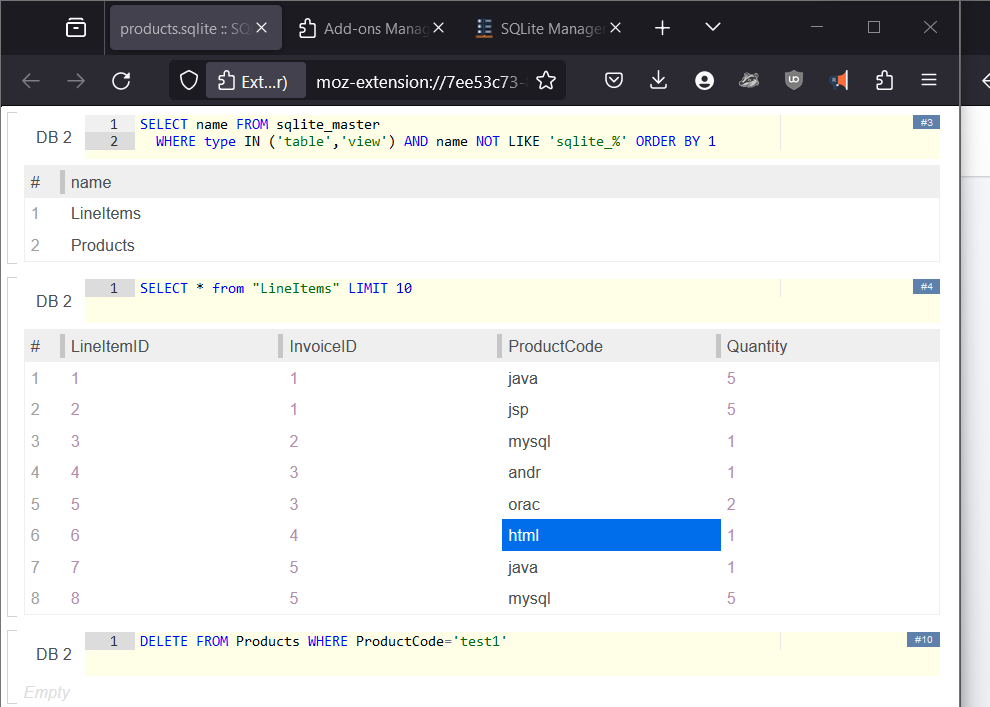 products.sqlite :: SQ
Add-ons Manag
SQLite Manage
Ext...r)
moz-extension://7ee53c73-
DB 2
1 SELECT name FROM sqlite_master
2 WHERE type IN ('table','view') AND name NOT LIKE 'sqlite_%' ORDER BY 1
#3
# name
1 LineItems
2 Products
DB 2
1 SELECT * from "LineItems" LIMIT 10
#4
# LineItemID InvoiceID ProductCode Quantity
1 1 1 java 5
2 2 1 jsp 5
3 3 2 mysql 1
4 4 3 andr 1
5 5 3 orac 2
6 6 4 html 1
7 7 5 java 1
8 8 5 mysql 5
DB 2
1 DELETE FROM Products WHERE ProductCode='test1'
#10
Empty